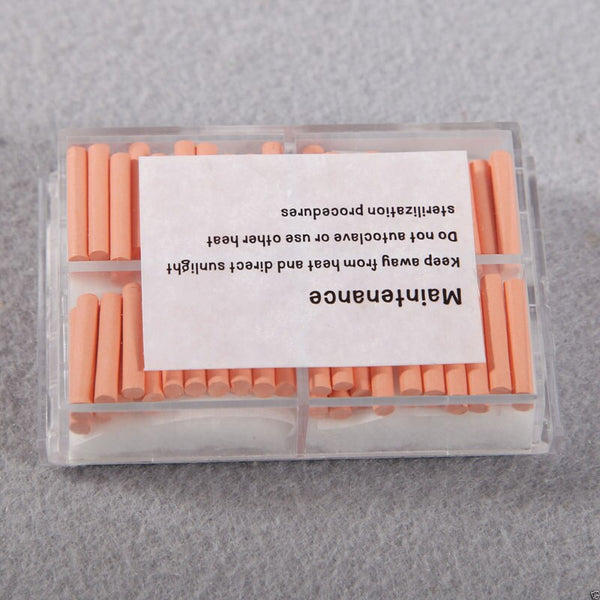 Maintenance
Keep away from heat and direct sunlight
Do not autoclave or use other heat
sterilization procedures